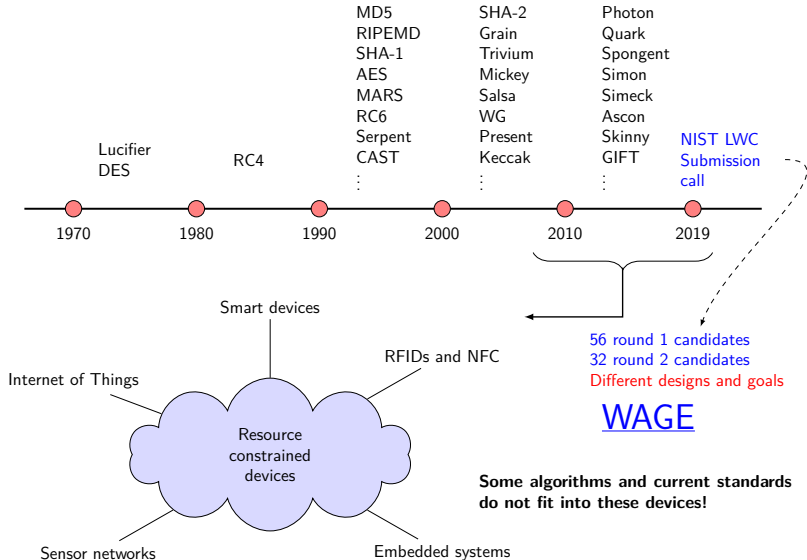 Lucifier
DES
RC4
MD5
RIPEMD
SHA-1
AES
MARS
RC6
Serpent
CAST
⋮
SHA-2
Grain
Trivium
Mickey
Salsa
WG
Present
Keccak
⋮
Photon
Quark
Spongent
Simon
Simeck
Ascon
Skinny
GIFT
⋮
NIST LWC
Submission
call
1970
1980
1990
2000
2010
2019
Smart devices
RFIDs and NFC
Internet of Things
Resource
constrained
devices
Sensor networks
Embedded systems
56 round 1 candidates
32 round 2 candidates
Different designs and goals
WAGE
Some algorithms and current standards
do not fit into these devices!